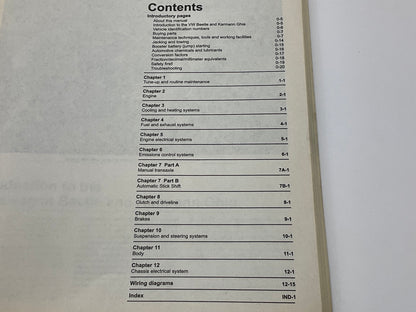 Contents
Introductory pages
About this manual 0-5
Introduction to the VW Beetle and Karmann Ghia 0-5
Vehicle identification numbers 0-6
Buying parts 0-7
Maintenance techniques, tools and working facilities 0-7
Jacking and towing 0-14
Booster battery (jump) starting 0-15
Automotive chemicals and lubricants 0-16
Conversion factors 0-17
Fraction/decimal/millimeter equivalents 0-18
Safety first! 0-19
Troubleshooting 0-20
Chapter 1
Tune-up and routine maintenance 1-1
Chapter 2
Engine 2-1
Chapter 3
Cooling and heating systems 3-1
Chapter 4
Fuel and exhaust systems 4-1
Chapter 5
Engine electrical systems 5-1
Chapter 6
Emissions control systems 6-1
Chapter 7 Part A
Manual transaxle 7A-1
Chapter 7 Part B
Automatic Stick Shift 7B-1
Chapter 8
Clutch and driveline 8-1
Chapter 9
Brakes 9-1
Chapter 10
Suspension and steering systems 10-1
Chapter 11
Body 11-1
Chapter 12
Chassis electrical system 12-1
Wiring diagrams 12-15
Index IND-1